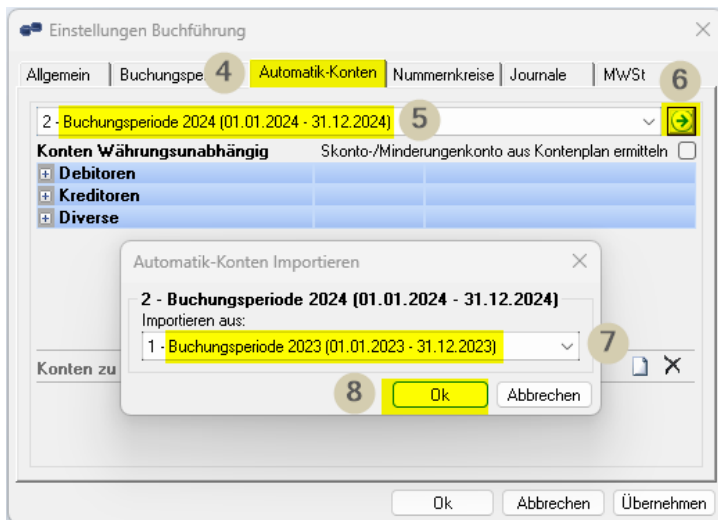 Einstellungen Buchführung
Allgemein Buchungspe 4 Automatik-Konten Nummernkreise Journale MWSt 6
2 - Buchungsperiode 2024 (01.01.2024 - 31.12.2024) 5
Konten Währungsunabhängig Skonto-/Minderungenkonto aus Kontenplan ermitteln
Debitoren
Kreditoren
Diverse
Automatik-Konten Importieren
2 - Buchungsperiode 2024 (01.01.2024 - 31.12.2024)
Importieren aus:
1 - Buchungsperiode 2023 (01.01.2023 - 31.12.2023) 7
Konten zu
8 Ok Abbrechen
Ok Abbrechen Übernehmen